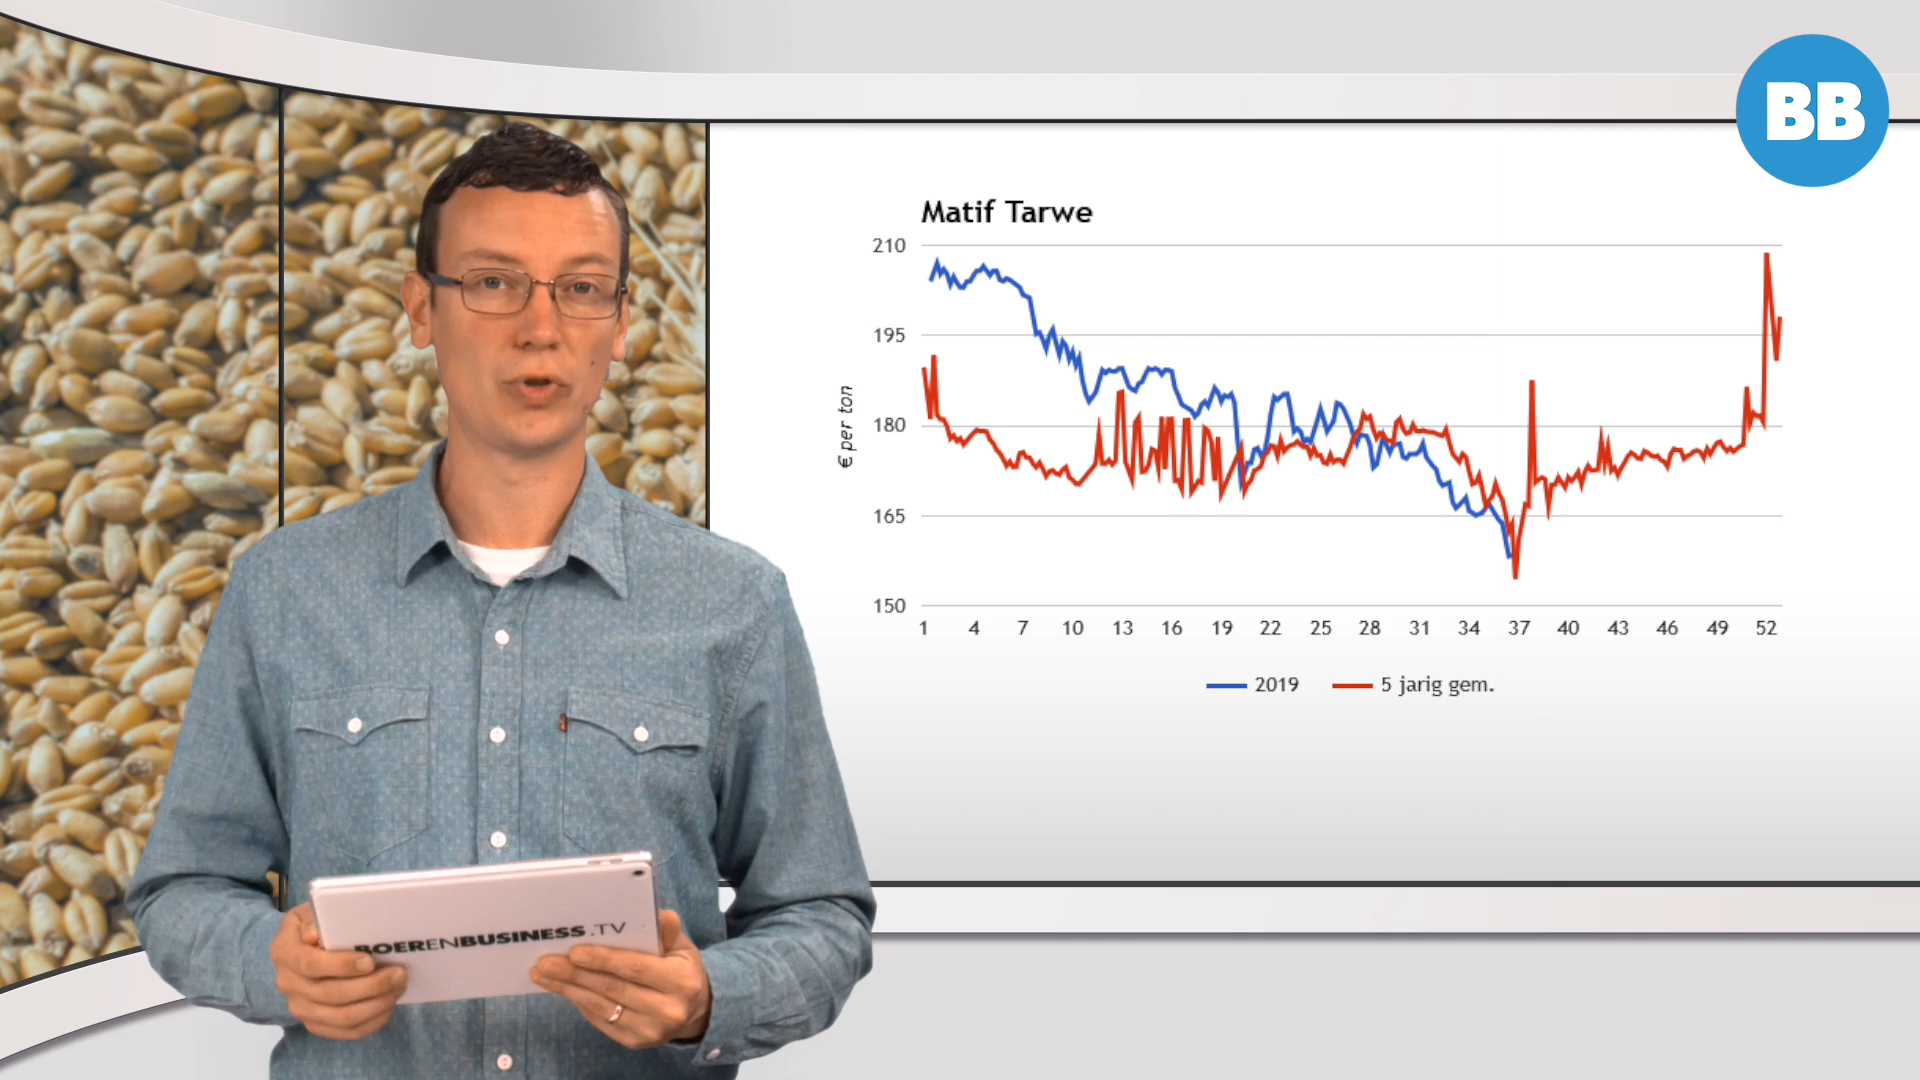 BB
Matif Tarwe
€ per ton
210
195
180
165
150
1 4 7 10 13 16 19 22 25 28 31 34 37 40 43 46 49 52
2019 5 jarig gem.
BOERENBUSINESS.TV